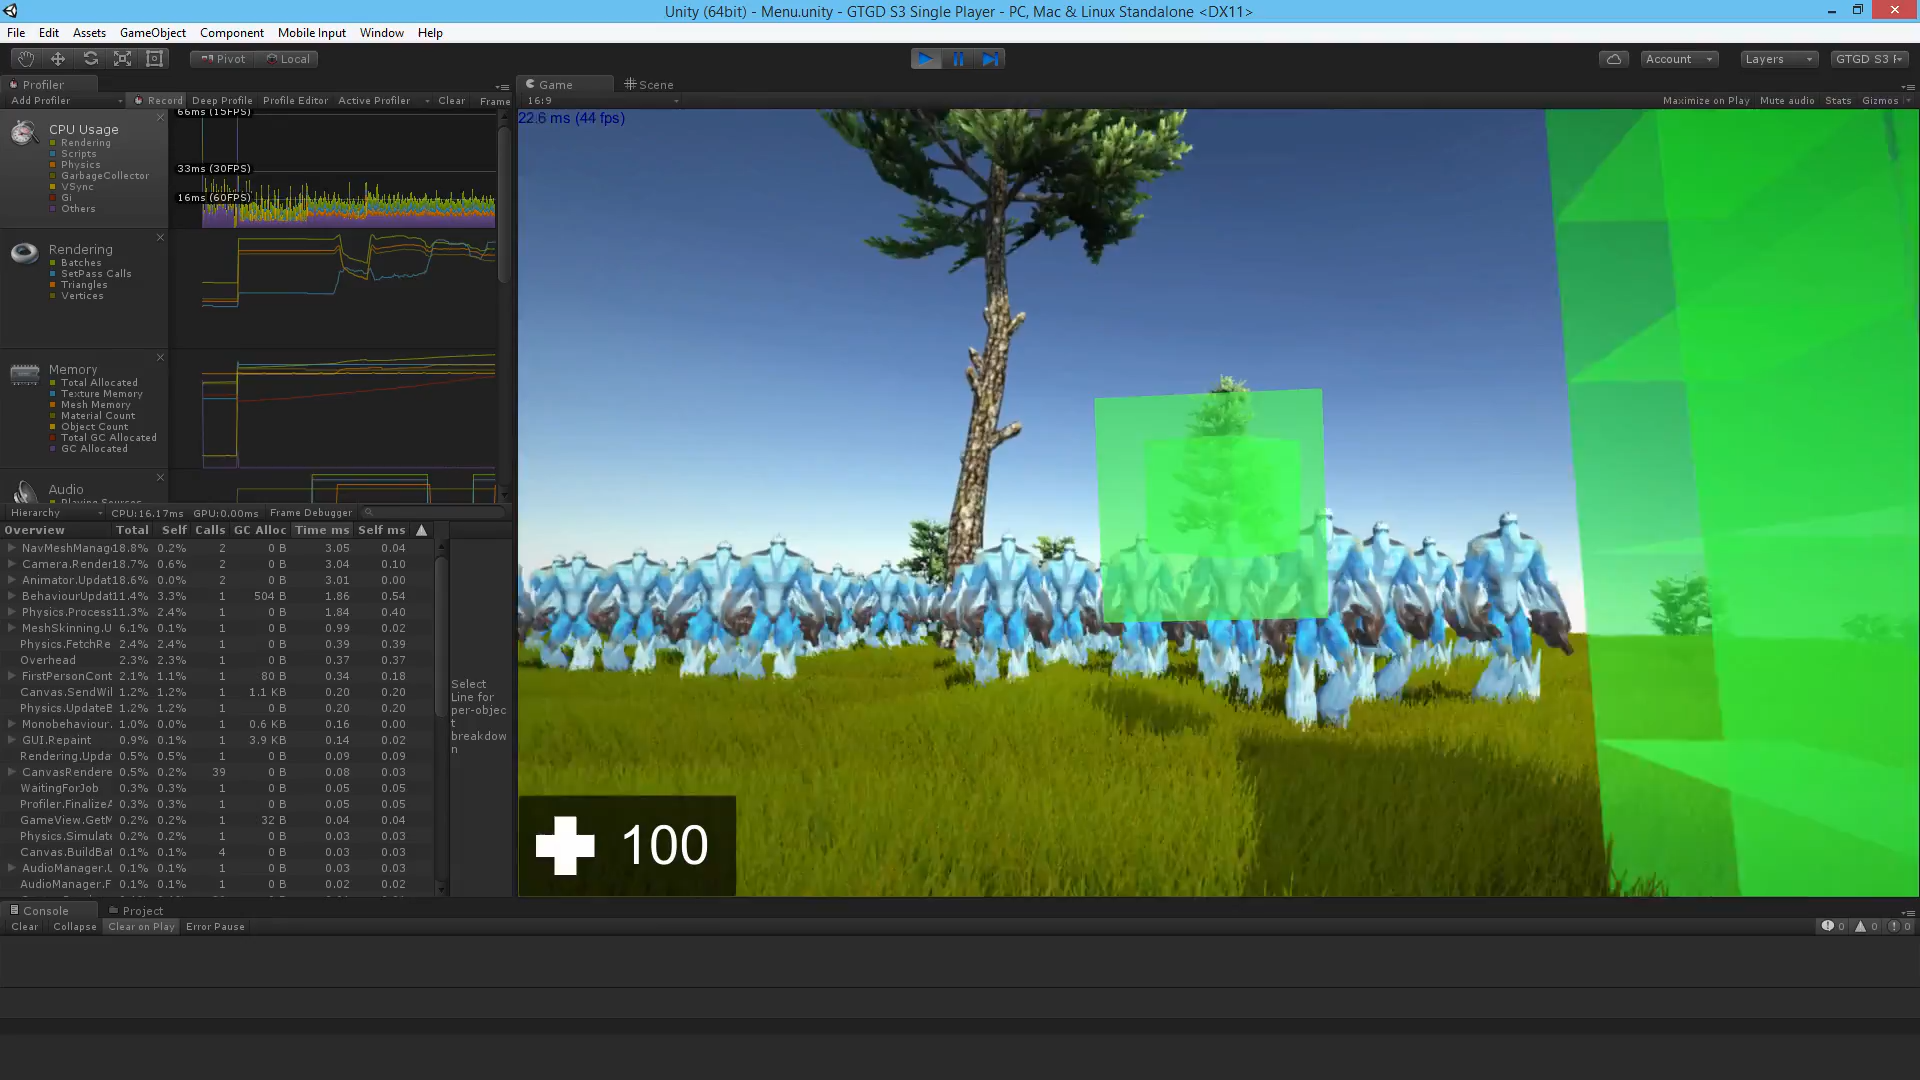 Unity (64bit) - Menu.unity - GTGD S3 Single Player - PC, Mac & Linux Standalone <DX11>
File Edit Assets GameObject Component Mobile Input Window Help
Pivot Local Account Layers GTGD S3
Profiler Game Scene
Add Profiler Record Deep Profile Profile Editor Active Profiler Clear Frame 16:9 Maximize on Play Mute audio Stats Gizmos
22.6 ms (44 fps)
CPU Usage
Rendering
Scripts
Physics
GarbageCollector
VSync
Gi
Others
66ms (15FPS)
33ms (30FPS)
16ms (60FPS)
Rendering
Batches
SetPass Calls
Triangles
Vertices
Memory
Total Allocated
Texture Memory
Mesh Memory
Material Count
Object Count
Total GC Allocated
GC Allocated
Audio
Hierarchy CPU:16.17ms GPU:0.00ms Frame Debugger
Overview Total Self Calls GC Alloc Time ms Self ms
NavMeshManag 18.8% 0.2% 2 0 B 3.05 0.04
Camera.Render 18.7% 0.6% 2 0 B 3.04 0.10
Animator.Updat 18.6% 0.0% 2 0 B 3.01 0.00
BehaviourUpdat 11.4% 3.3% 1 504 B 1.86 0.54
Physics.Process 11.3% 2.4% 1 0 B 1.84 0.40
MeshSkinning.U 6.1% 0.1% 1 0 B 0.99 0.02
Physics.FetchRe 2.4% 2.4% 1 0 B 0.39 0.39
Overhead 2.3% 2.3% 1 0 B 0.37 0.37
FirstPersonCont 2.1% 1.1% 1 80 B 0.34 0.18
Canvas.SendWil 1.2% 1.2% 1 1.1 KB 0.20 0.20
Physics.UpdateB 1.2% 1.2% 1 0 B 0.20 0.20
Monobehaviour. 1.0% 0.0% 1 0.6 KB 0.16 0.00
GUI.Repaint 0.9% 0.1% 1 3.9 KB 0.14 0.02
Rendering.Upda 0.5% 0.5% 1 0 B 0.09 0.09
CanvasRendere 0.5% 0.2% 39 0 B 0.08 0.03
WaitingForJob 0.3% 0.3% 1 0 B 0.05 0.05
Profiler.FinalizeA 0.3% 0.3% 1 0 B 0.05 0.05
GameView.GetM 0.2% 0.2% 1 32 B 0.04 0.04
Physics.Simulate 0.2% 0.2% 1 0 B 0.03 0.03
Canvas.BuildBat 0.1% 0.1% 4 0 B 0.03 0.03
AudioManager.U 0.1% 0.1% 1 0 B 0.03 0.03
AudioManager.F 0.1% 0.1% 1 0 B 0.02 0.02
Select
Line for
per-objec
t
breakdow
n
100
Console Project
Clear Collapse Clear on Play Error Pause 0 0 0